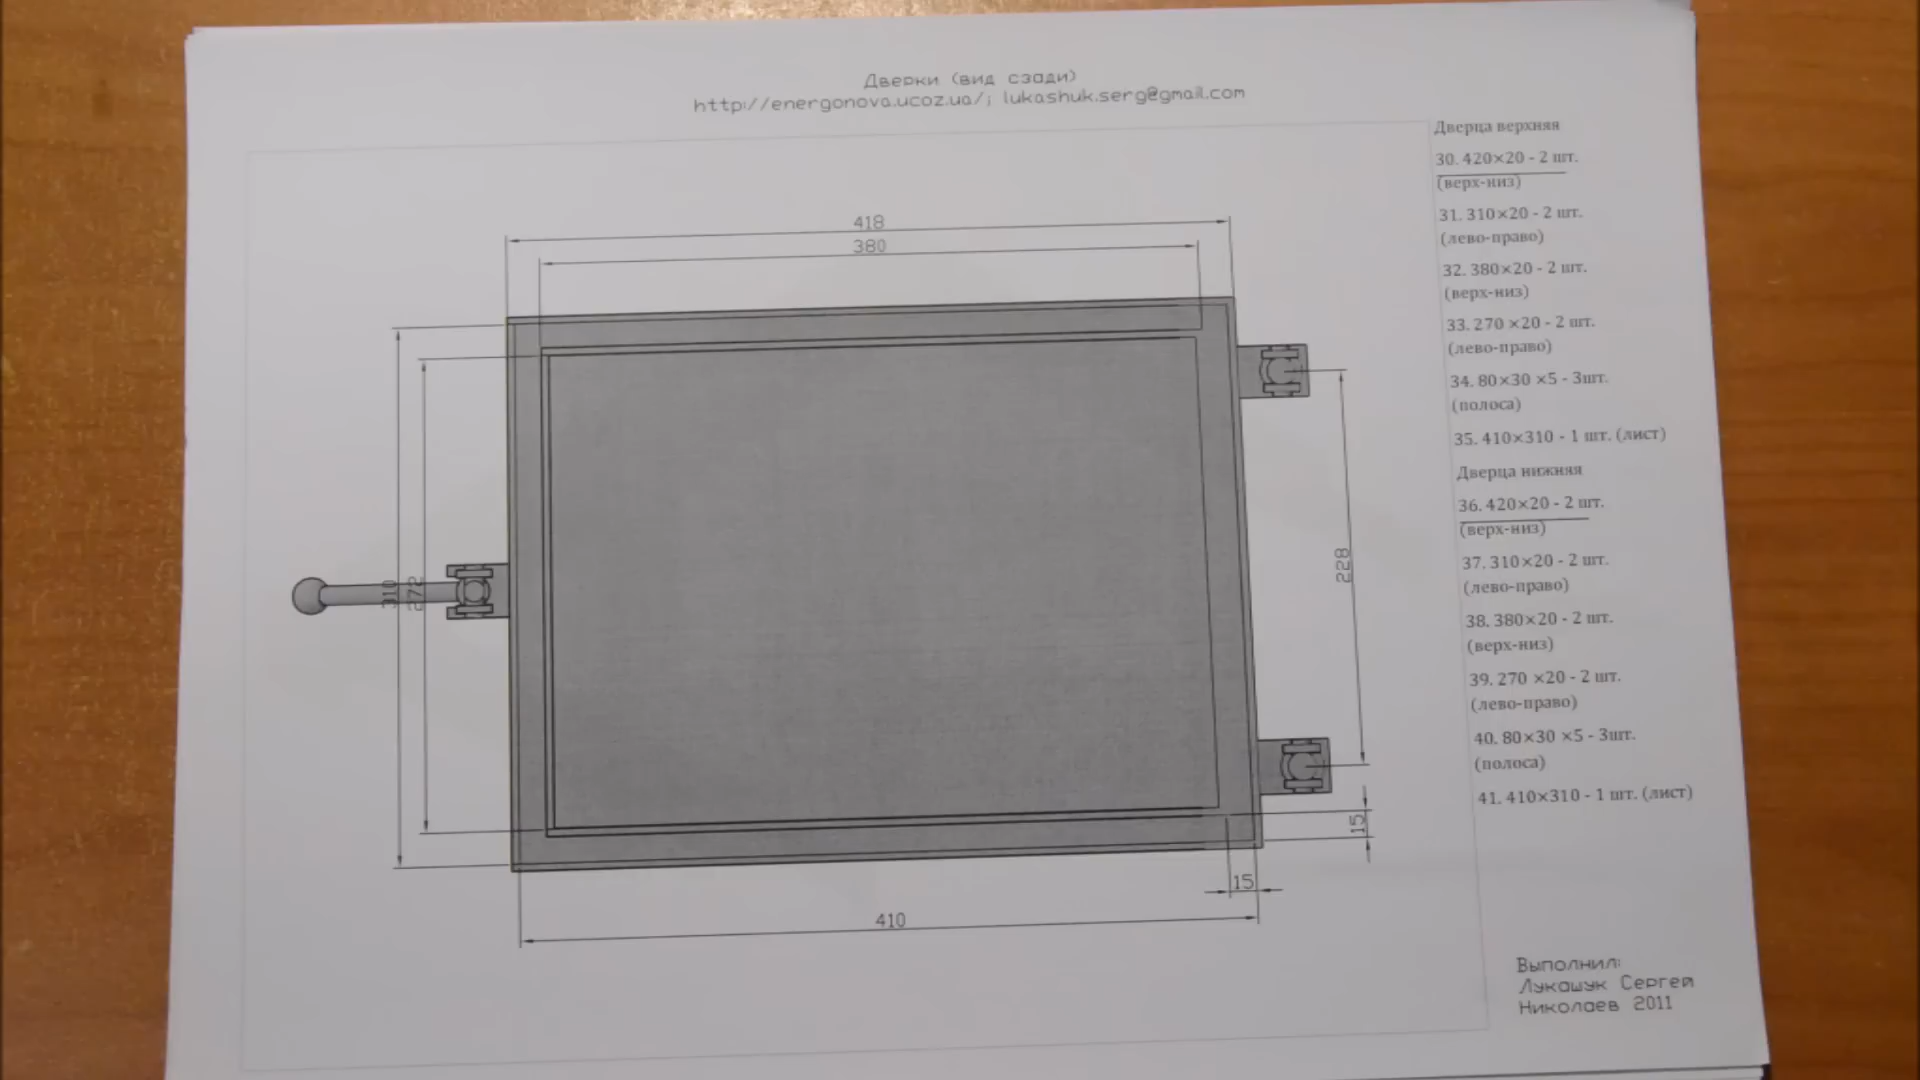 Дверки (вид сзади)
http://energonova.ucoz.ua/; lukashuk.serg@gmail.com
Дверца верхняя
30. 420×20 - 2 шт.
(верх-низ)
31. 310×20 - 2 шт.
(лево-право)
32. 380×20 - 2 шт.
(верх-низ)
33. 270 ×20 - 2 шт.
(лево-право)
34. 80×30 ×5 - 3шт.
(полоса)
35. 410×310 - 1 шт. (лист)
Дверца нижняя
36. 420×20 - 2 шт.
(верх-низ)
37. 310×20 - 2 шт.
(лево-право)
38. 380×20 - 2 шт.
(верх-низ)
39. 270 ×20 - 2 шт.
(лево-право)
40. 80×30 ×5 - 3шт.
(полоса)
41. 410×310 - 1 шт. (лист)
418
380
310
272
228
15
15
410
Выполнил:
Лукашук Сергей
Николаев 2011